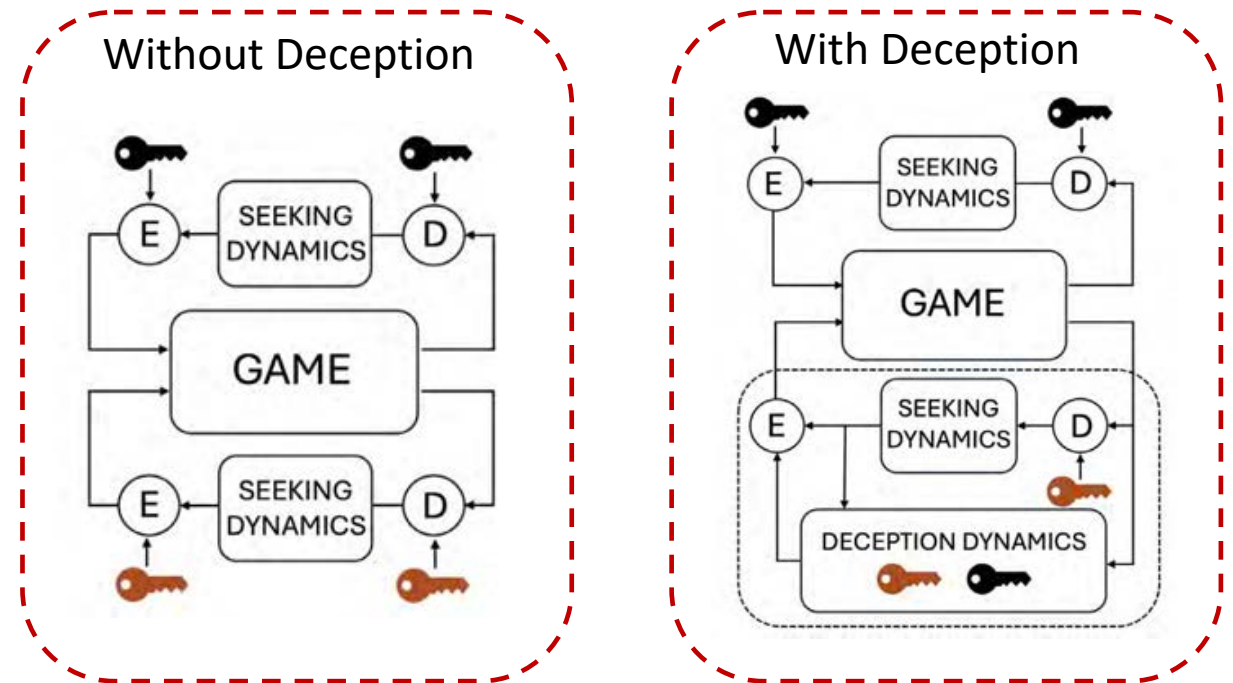 Without Deception
E
SEEKING
DYNAMICS
D
GAME
E
SEEKING
DYNAMICS
D
With Deception
E
SEEKING
DYNAMICS
D
GAME
E
SEEKING
DYNAMICS
D
DECEPTION DYNAMICS